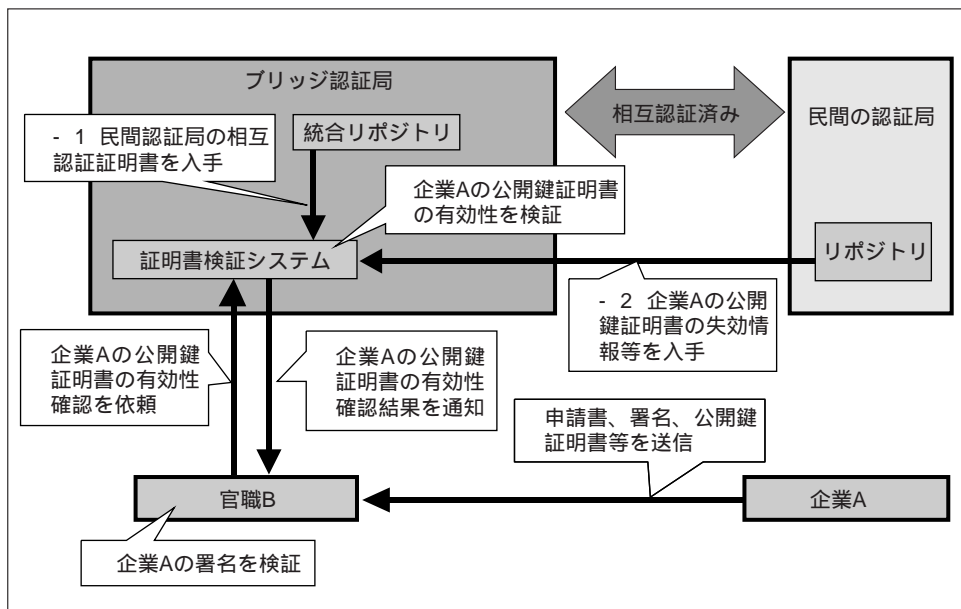 ブリッジ認証局
相互認証済み
民間の認証局
- 1 民間認証局の相互
認証証明書を入手
統合リポジトリ
企業Aの公開鍵証明書
の有効性を検証
証明書検証システム
リポジトリ
- 2 企業Aの公開
鍵証明書の失効情
報等を入手
企業Aの公開鍵
証明書の有効性
確認を依頼
企業Aの公開鍵
証明書の有効性
確認結果を通知
申請書、署名、公開鍵
証明書等を送信
官職B
企業A
企業Aの署名を検証